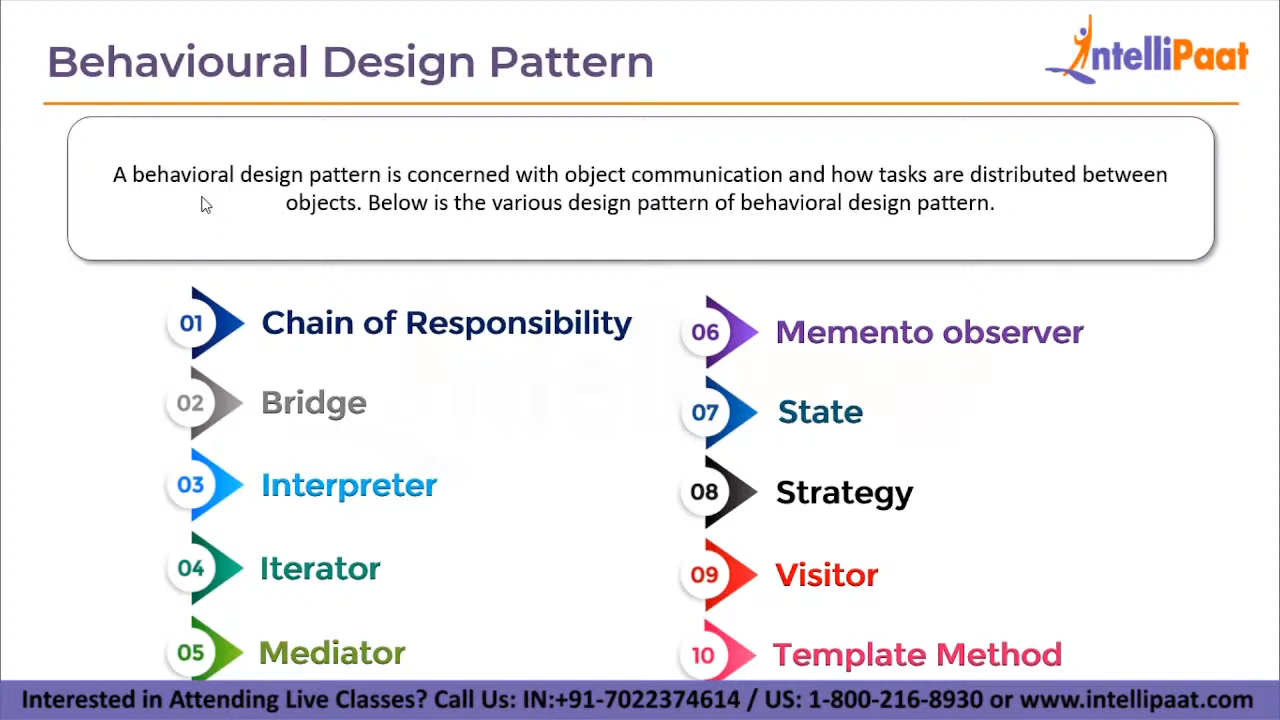 Behavioural Design Pattern
IntelliPaat
A behavioral design pattern is concerned with object communication and how tasks are distributed between
objects. Below is the various design pattern of behavioral design pattern.
01 Chain of Responsibility
02 Bridge
03 Interpreter
04 Iterator
05 Mediator
06 Memento observer
07 State
08 Strategy
09 Visitor
10 Template Method
Interested in Attending Live Classes? Call Us: IN:+91-7022374614 / US: 1-800-216-8930 or www.intellipaat.com